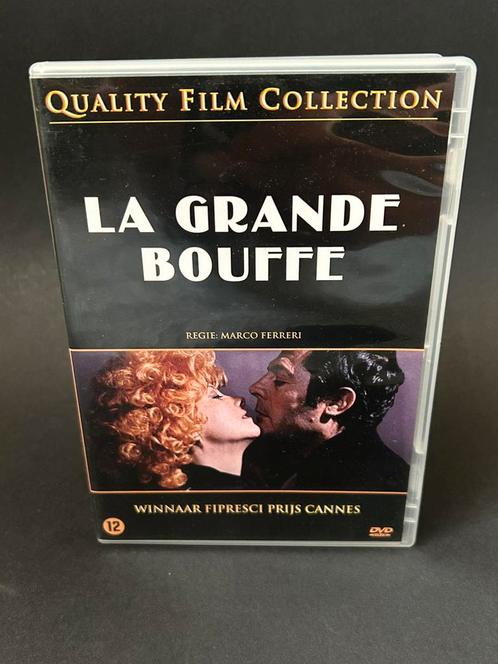 QUALITY FILM COLLECTION
LA GRANDE
BOUFFE
REGIE: MARCO FERRERI
WINNAAR FIPRESCI PRIJS CANNES
12
DVD